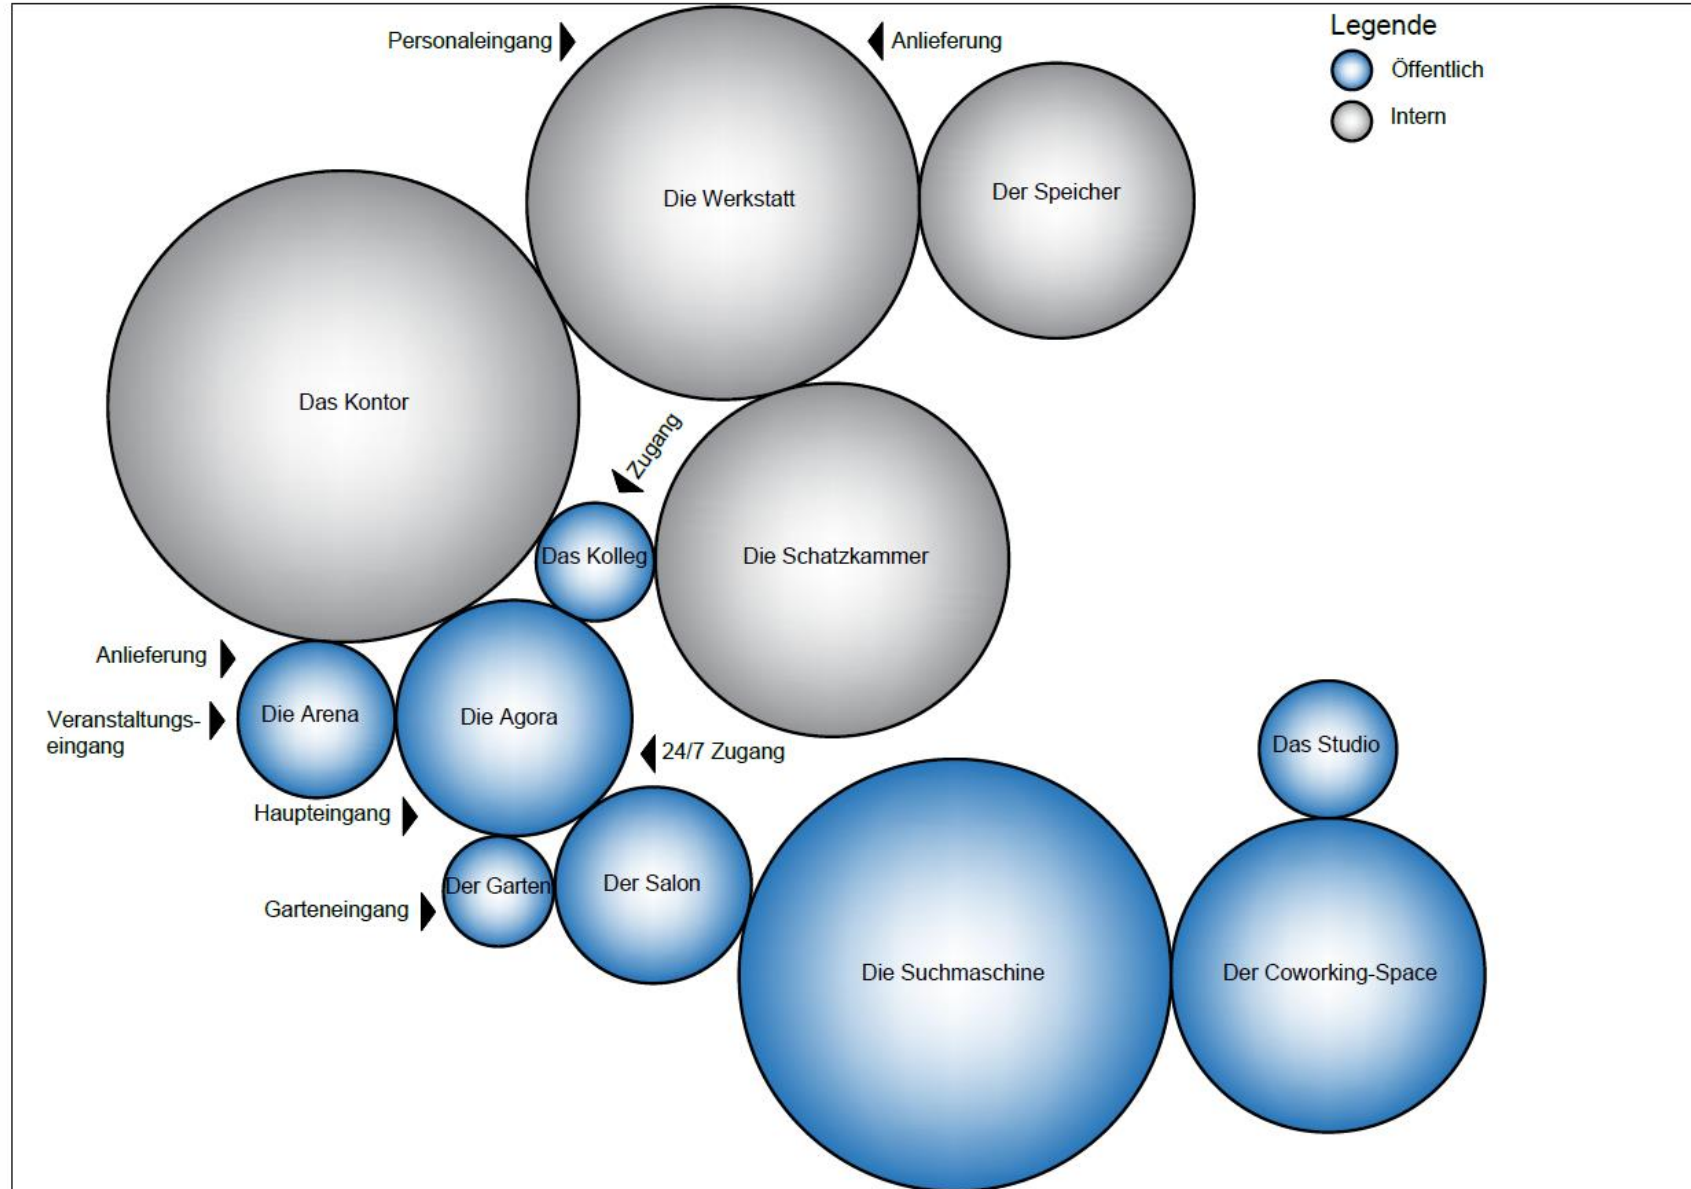 Personaleingang
Anlieferung
Legende
Öffentlich
Intern
Die Werkstatt
Der Speicher
Das Kontor
Zugang
Das Kolleg
Die Schatzkammer
Anlieferung
Die Arena
Die Agora
Veranstaltungs-
eingang
24/7 Zugang
Das Studio
Haupteingang
Der Garten
Der Salon
Garteneingang
Die Suchmaschine
Der Coworking-Space